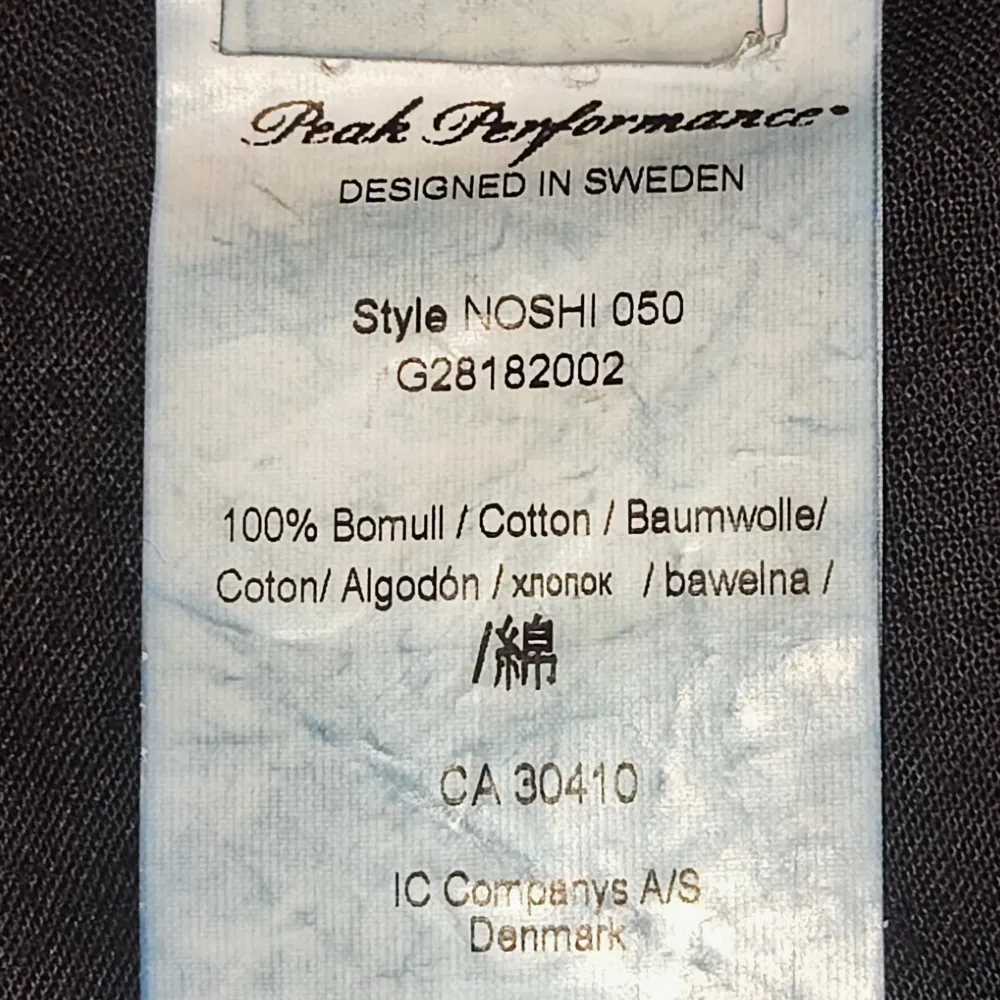 Peak Performance
DESIGNED IN SWEDEN
Style NOSHI 050
G28182002
100% Bomull / Cotton / Baumwolle/
Coton/ Algodón / хлопок / bawelna /
/綿
CA 30410
IC Companys A/S
Denmark